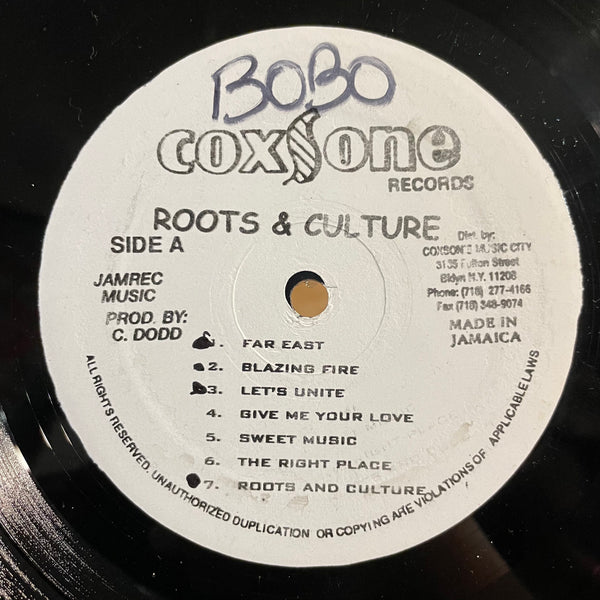 BOBO
coxsone
RECORDS
ROOTS & CULTURE
SIDE A
JAMREC
MUSIC
PROD. BY:
C. DODD
Dist. by:
COXSON'S MUSIC CITY
3135 Fulton Street
Bklyn N.Y. 11208
Phone: (718) 277-4166
Fax (718) 348-9074
MADE IN
JAMAICA
1. FAR EAST
2. BLAZING FIRE
3. LET'S UNITE
4. GIVE ME YOUR LOVE
5. SWEET MUSIC
6. THE RIGHT PLACE
7. ROOTS AND CULTURE
ALL RIGHTS RESERVED. UNAUTHORIZED DUPLICATION OR COPYING ARE VIOLATIONS OF APPLICABLE LAWS